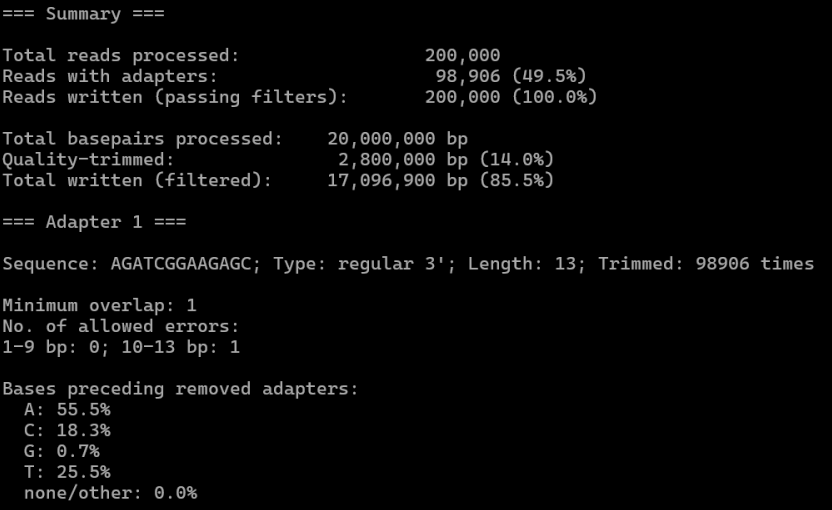 === Summary ===
Total reads processed: 200,000
Reads with adapters: 98,906 (49.5%)
Reads written (passing filters): 200,000 (100.0%)
Total basepairs processed: 20,000,000 bp
Quality-trimmed: 2,800,000 bp (14.0%)
Total written (filtered): 17,096,900 bp (85.5%)
=== Adapter 1 ===
Sequence: AGATCGGAAGAGC; Type: regular 3'; Length: 13; Trimmed: 98906 times
Minimum overlap: 1
No. of allowed errors:
1-9 bp: 0; 10-13 bp: 1
Bases preceding removed adapters:
A: 55.5%
C: 18.3%
G: 0.7%
T: 25.5%
none/other: 0.0%